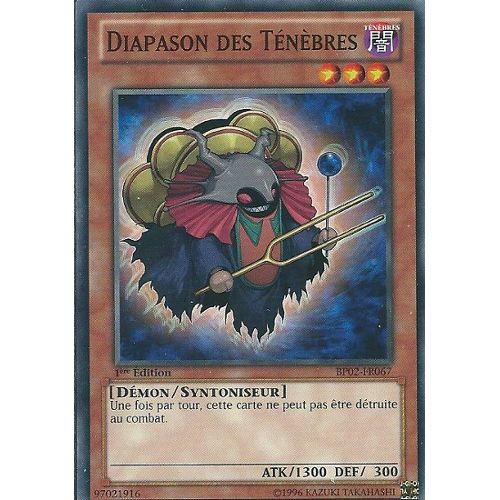 DIAPASON DES TÉNÈBRES
TÉNÈBRES
闇
1ère Edition
BP02-FR067
[DÉMON/SYNTONISEUR]
Une fois par tour, cette carte ne peut pas être détruite
au combat.
ATK/1300 DEF/ 300
97021916
©1996 KAZUKI TAKAHASHI